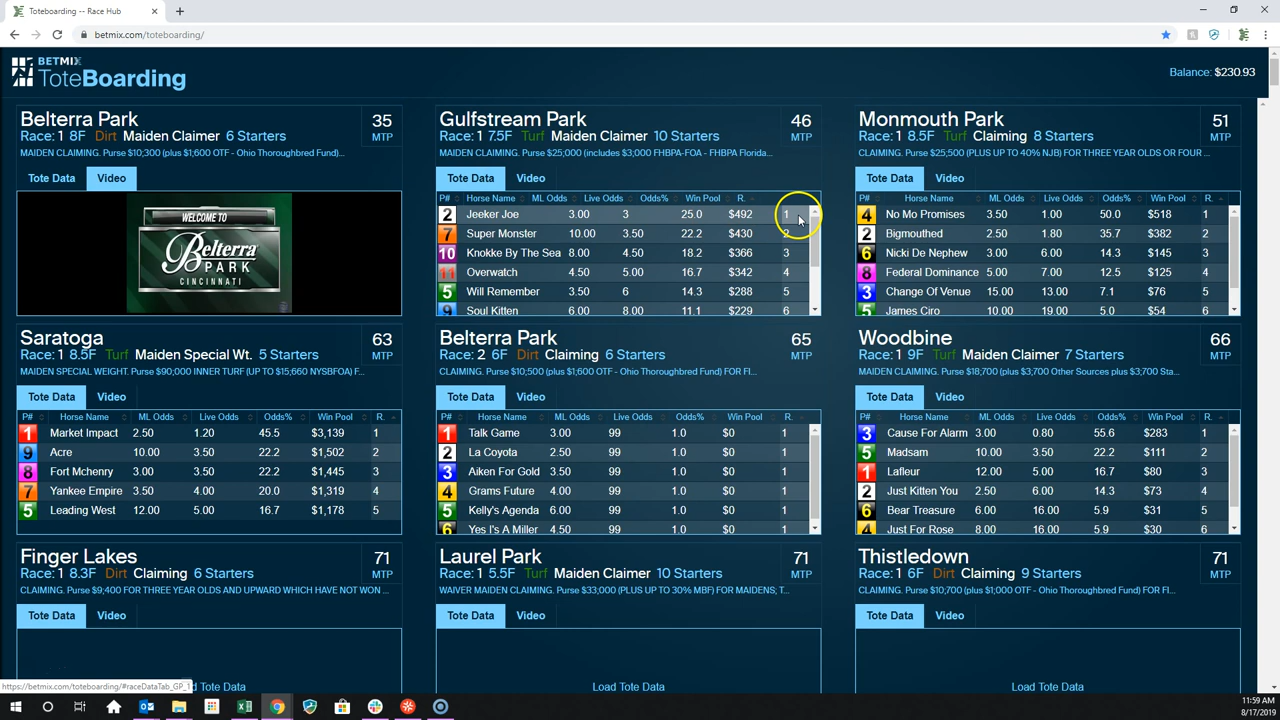 Toteboarding -- Race Hub
betmix.com/toteboarding/
BETMIX
ToteBoarding
Balance: $230.93
Belterra Park 35
Race: 1 8F Dirt Maiden Claimer 6 Starters MTP
MAIDEN CLAIMING. Purse $10,300 (plus $1,600 OTF - Ohio Thoroughbred Fund)...
Tote Data Video
WELCOME TO
Belterra
PARK
CINCINNATI
Gulfstream Park 46
Race: 1 7.5F Turf Maiden Claimer 10 Starters MTP
MAIDEN CLAIMING. Purse $25,000 (includes $3,000 FHBPA-FOA - FHBPA Florida...
Tote Data Video
P# Horse Name ML Odds Live Odds Odds% Win Pool R.
2 Jeeker Joe 3.00 3 25.0 $492 1
7 Super Monster 10.00 3.50 22.2 $430 2
10 Knokke By The Sea 8.00 4.50 18.2 $366 3
11 Overwatch 4.50 5.00 16.7 $342 4
5 Will Remember 3.50 6 14.3 $288 5
9 Soul Kitten 6.00 8.00 11.1 $229 6
Monmouth Park 51
Race: 1 8.5F Turf Claiming 8 Starters MTP
CLAIMING. Purse $25,500 (PLUS UP TO 40% NJB) FOR THREE YEAR OLDS OR FOUR ...
Tote Data Video
P# Horse Name ML Odds Live Odds Odds% Win Pool R.
4 No Mo Promises 3.50 1.00 50.0 $518 1
2 Bigmouthed 2.50 1.80 35.7 $382 2
6 Nicki De Nephew 3.00 6.00 14.3 $145 3
8 Federal Dominance 5.00 7.00 12.5 $125 4
3 Change Of Venue 15.00 13.00 7.1 $76 5
5 James Ciro 10.00 19.00 5.0 $54 6
Saratoga 63
Race: 1 8.5F Turf Maiden Special Wt. 5 Starters MTP
MAIDEN SPECIAL WEIGHT. Purse $90,000 INNER TURF (UP TO $15,660 NYSBFOA) F...
Tote Data Video
P# Horse Name ML Odds Live Odds Odds% Win Pool R.
1 Market Impact 2.50 1.20 45.5 $3,139 1
9 Acre 10.00 3.50 22.2 $1,502 2
8 Fort Mchenry 3.00 3.50 22.2 $1,445 3
7 Yankee Empire 3.50 4.00 20.0 $1,319 4
5 Leading West 12.00 5.00 16.7 $1,178 5
Belterra Park 65
Race: 2 6F Dirt Claiming 6 Starters MTP
CLAIMING. Purse $10,500 (plus $1,600 OTF - Ohio Thoroughbred Fund) FOR FI...
Tote Data Video
P# Horse Name ML Odds Live Odds Odds% Win Pool R.
1 Talk Game 3.00 99 1.0 $0 1
2 La Coyota 2.50 99 1.0 $0 1
3 Aiken For Gold 3.50 99 1.0 $0 1
4 Grams Future 4.00 99 1.0 $0 1
5 Kelly's Agenda 6.00 99 1.0 $0 1
6 Yes I's A Miller 4.50 99 1.0 $0 1
Woodbine 66
Race: 1 9F Turf Maiden Claimer 7 Starters MTP
MAIDEN CLAIMING. Purse $18,700 (plus $3,700 Other Sources plus $3,700 Sta...
Tote Data Video
P# Horse Name ML Odds Live Odds Odds% Win Pool R.
3 Cause For Alarm 3.00 0.80 55.6 $283 1
5 Madsam 10.00 3.50 22.2 $111 2
1 Lafleur 12.00 5.00 16.7 $80 3
2 Just Kitten You 2.50 6.00 14.3 $73 4
6 Bear Treasure 6.00 16.00 5.9 $31 5
4 Just For Rose 8.00 16.00 5.9 $30 6
Finger Lakes 71
Race: 1 8.3F Dirt Claiming 6 Starters MTP
CLAIMING. Purse $9,400 FOR THREE YEAR OLDS AND UPWARD WHICH HAVE NOT WON ...
Tote Data Video
Laurel Park 71
Race: 1 5.5F Turf Maiden Claimer 10 Starters MTP
WAIVER MAIDEN CLAIMING. Purse $33,000 (PLUS UP TO 30% MBF) FOR MAIDENS, T...
Tote Data Video
Load Tote Data
Thistledown 71
Race: 1 6F Dirt Claiming 9 Starters MTP
CLAIMING. Purse $10,700 (plus $1,000 OTF - Ohio Thoroughbred Fund) FOR FI...
Tote Data Video
Load Tote Data
https://betmix.com/toteboarding/#raceDataTab_GP_1 d Tote Data
11:59 AM
8/17/2019